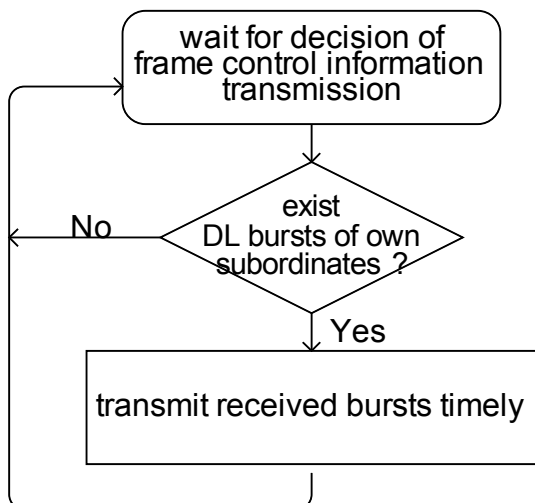 wait for decision of
frame control information
transmission
exist
DL bursts of own
subordinates ?
No
Yes
transmit received bursts timely